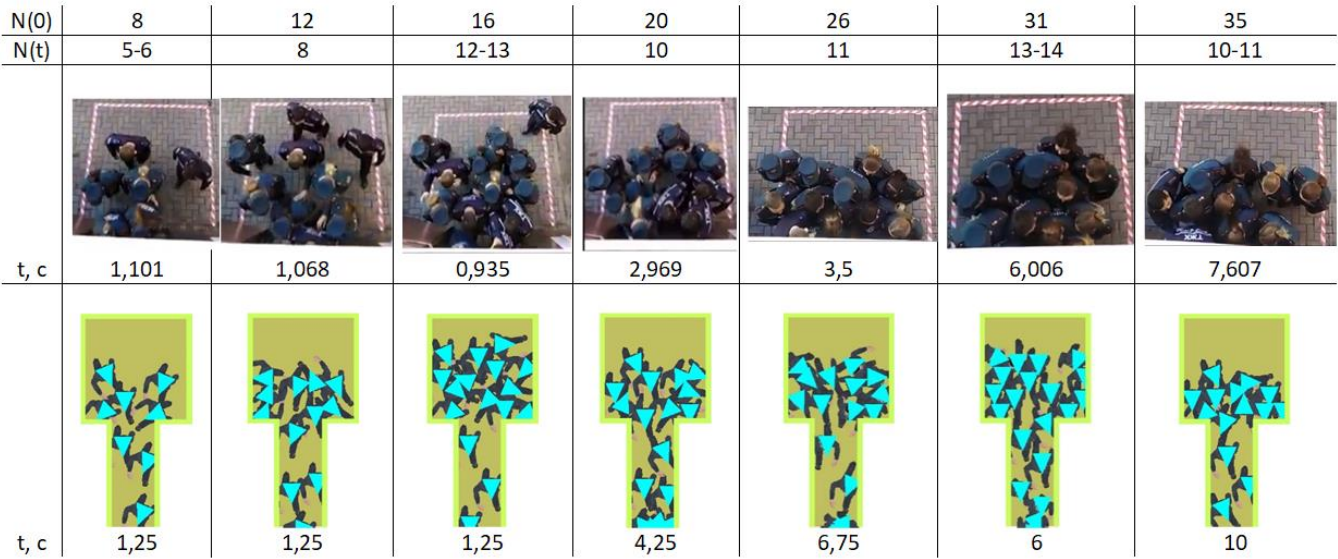 N(0) 8 12 16 20 26 31 35
N(t) 5-6 8 12-13 10 11 13-14 10-11
t, c 1,101 1,068 0,935 2,969 3,5 6,006 7,607
t, c 1,25 1,25 1,25 4,25 6,75 6 10